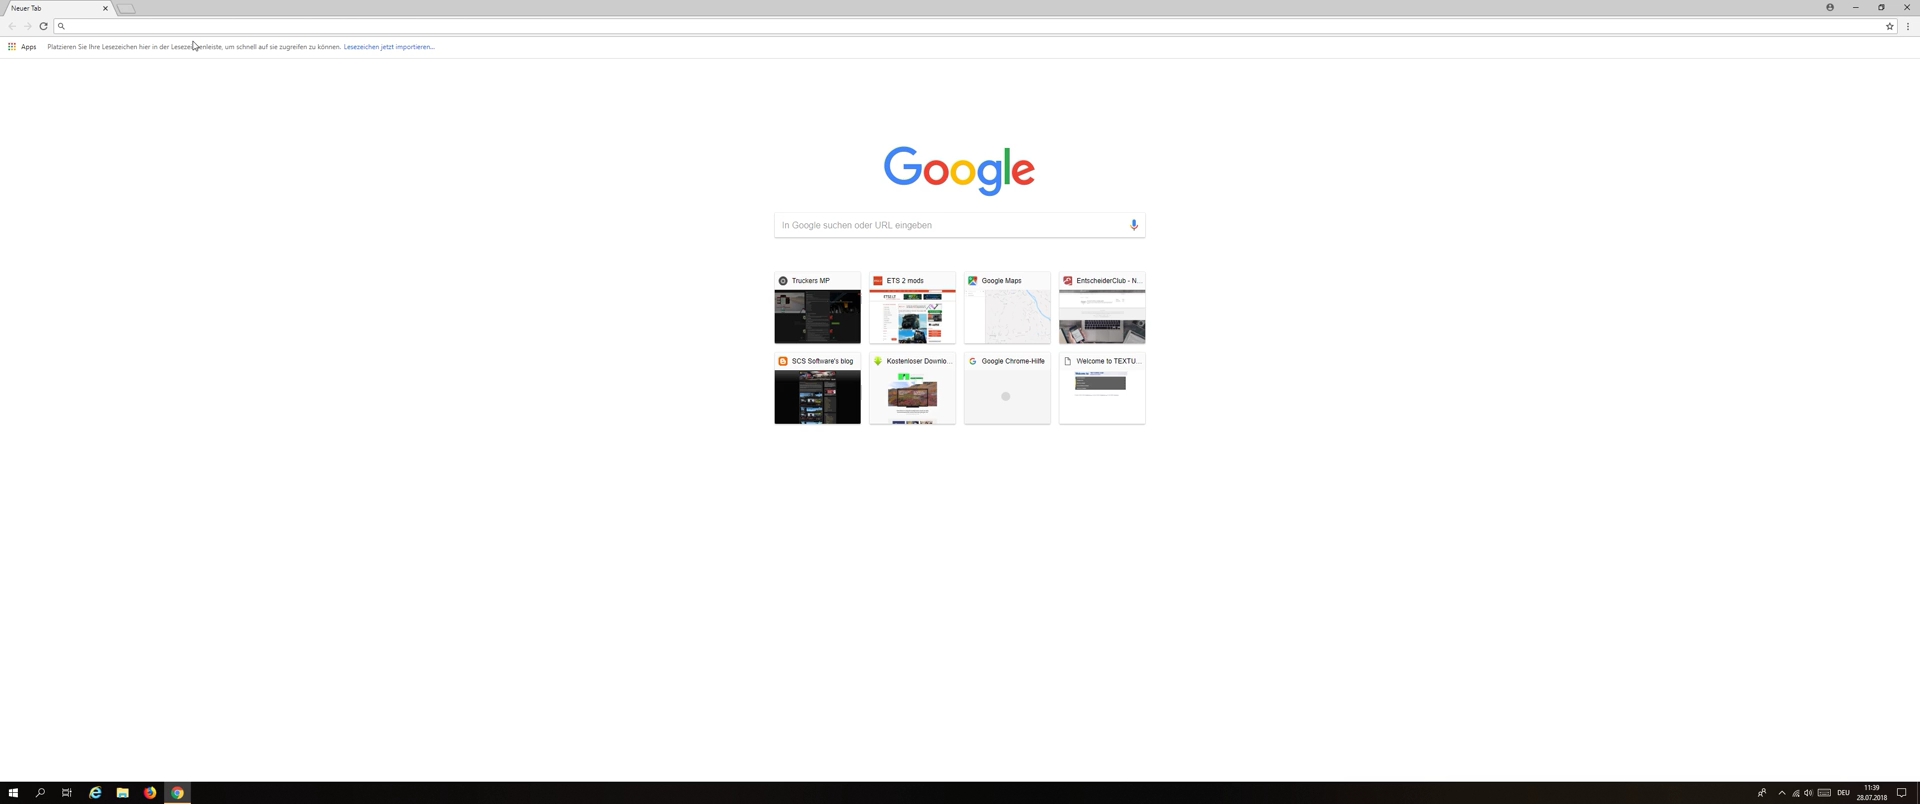 Neuer Tab
Apps Platzieren Sie Ihre Lesezeichen hier in der Lesezeichenleiste, um schnell auf sie zugreifen zu können. Lesezeichen jetzt importieren...
Google
In Google suchen oder URL eingeben
Truckers MP
ETS 2 mods
Google Maps
EntscheiderClub - N...
SCS Software's blog
Kostenloser Downlo...
Google Chrome-Hilfe
Welcome to TEXTU...
DEU
11:39
28.07.2018